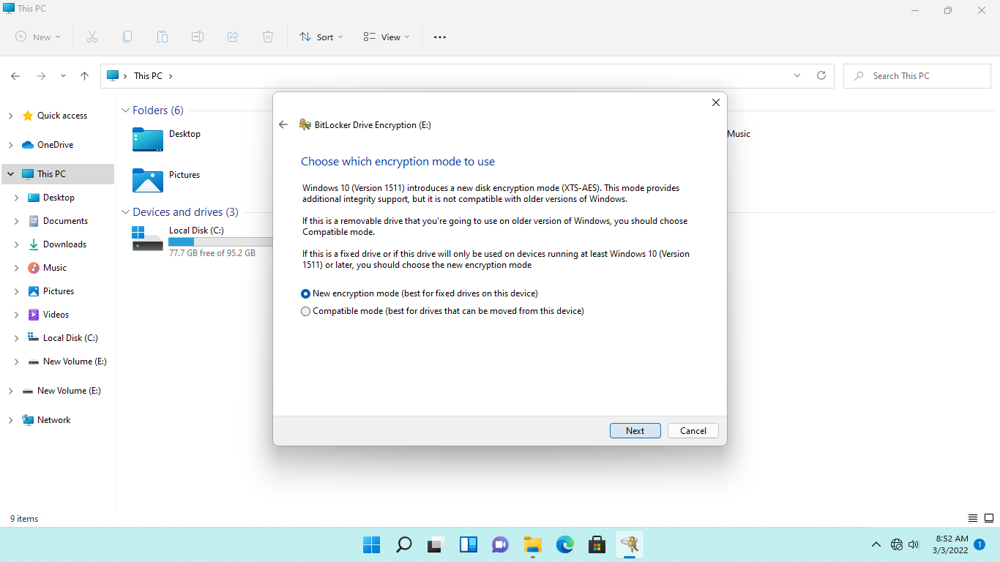 This PC
New
Sort
View
This PC
Search This PC
Quick access
OneDrive
This PC
Desktop
Documents
Downloads
Music
Pictures
Videos
Local Disk (C:)
New Volume (E:)
New Volume (E:)
Network
Folders (6)
Desktop
Music
Pictures
Devices and drives (3)
Local Disk (C:)
77.7 GB free of 95.2 GB
BitLocker Drive Encryption (E:)
Choose which encryption mode to use
Windows 10 (Version 1511) introduces a new disk encryption mode (XTS-AES). This mode provides
additional integrity support, but it is not compatible with older versions of Windows.
If this is a removable drive that you're going to use on older version of Windows, you should choose
Compatible mode.
If this is a fixed drive or if this drive will only be used on devices running at least Windows 10 (Version
1511) or later, you should choose the new encryption mode
New encryption mode (best for fixed drives on this device)
Compatible mode (best for drives that can be moved from this device)
Next
Cancel
9 items
8:52 AM
3/3/2022
1